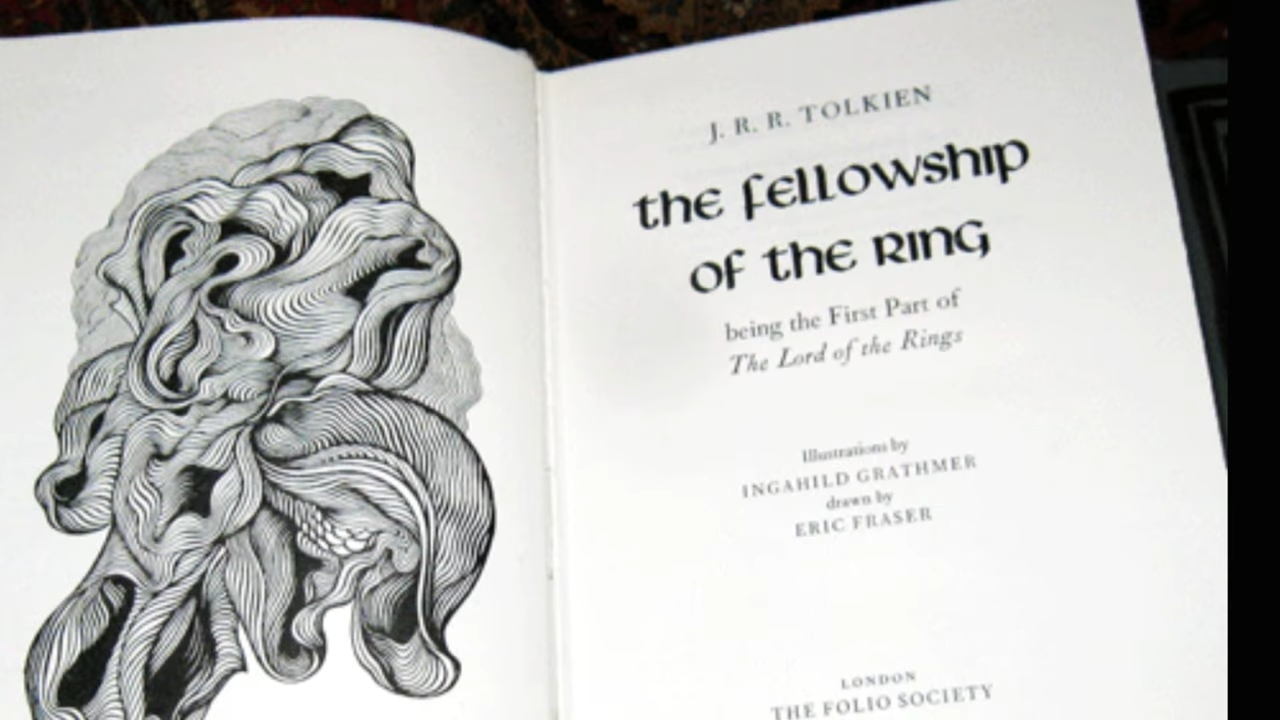 J. R. R. TOLKIEN
the fellowship
of the RING
being the First Part of
The Lord of the Rings
Illustrations by
INGAHILD GRATHMER
drawn by
ERIC FRASER
LONDON
THE FOLIO SOCIETY